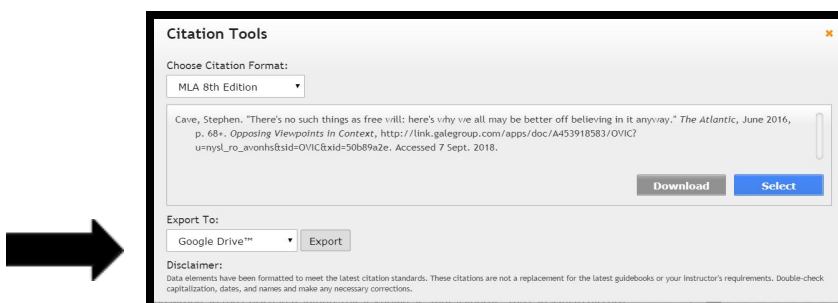 Citation Tools
Choose Citation Format:
MLA 8th Edition
Cave, Stephen. "There's no such things as free will: here's why we all may be better off believing in it anyway." The Atlantic, June 2016,
p. 68+. Opposing Viewpoints in Context, http://link.galegroup.com/apps/doc/A453918583/OVIC?
u=nysl_ro_avonhs&sid=OVIC&xid=50b89a2e. Accessed 7 Sept. 2018.
Download Select
Export To:
Google Drive™ Export
Disclaimer:
Data elements have been formatted to meet the latest citation standards. These citations are not a replacement for the latest guidebooks or your instructor's requirements. Double-check
capitalization, dates, and names and make any necessary corrections.